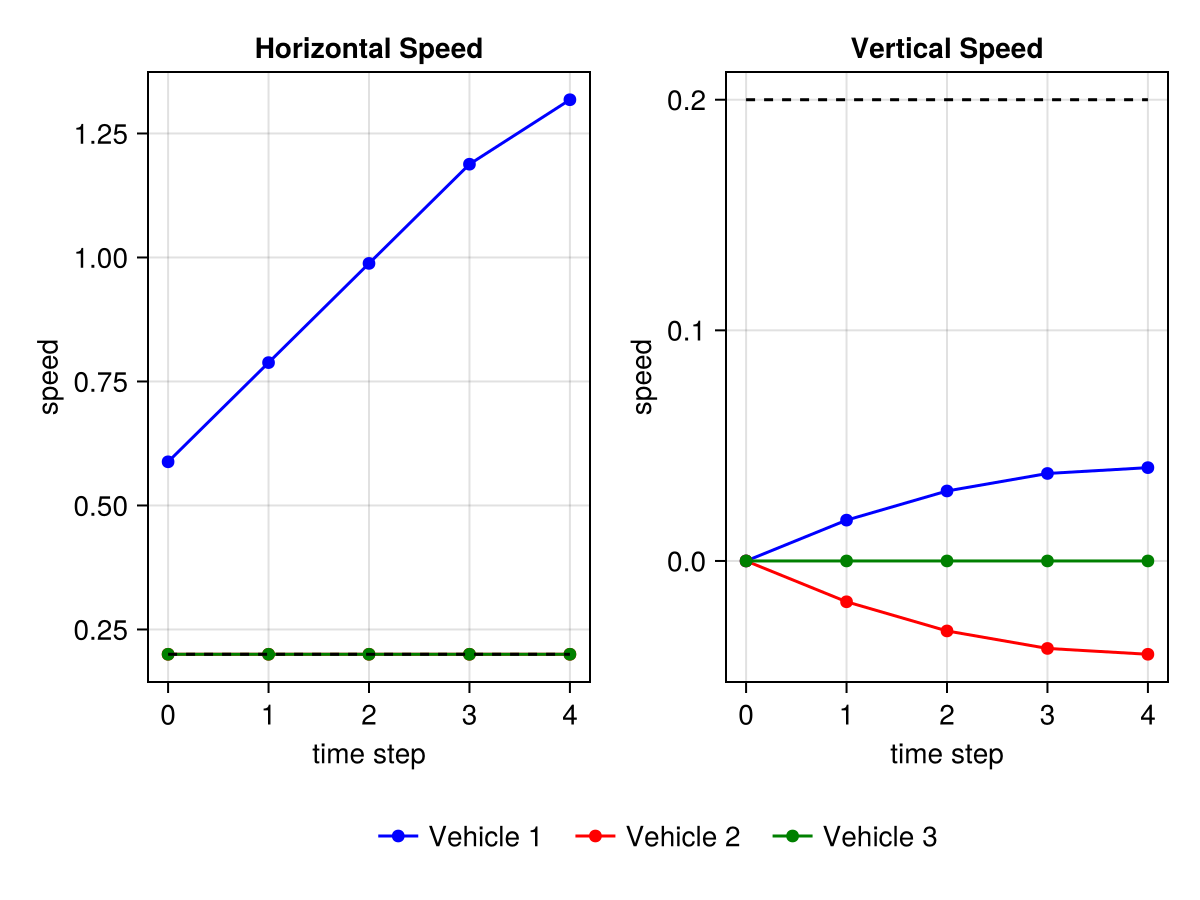 Horizontal Speed
speed
1.25
1.00
0.75
0.50
0.25
0 1 2 3 4
time step
Vertical Speed
speed
0.2
0.1
0.0
0 1 2 3 4
time step
Vehicle 1 Vehicle 2 Vehicle 3